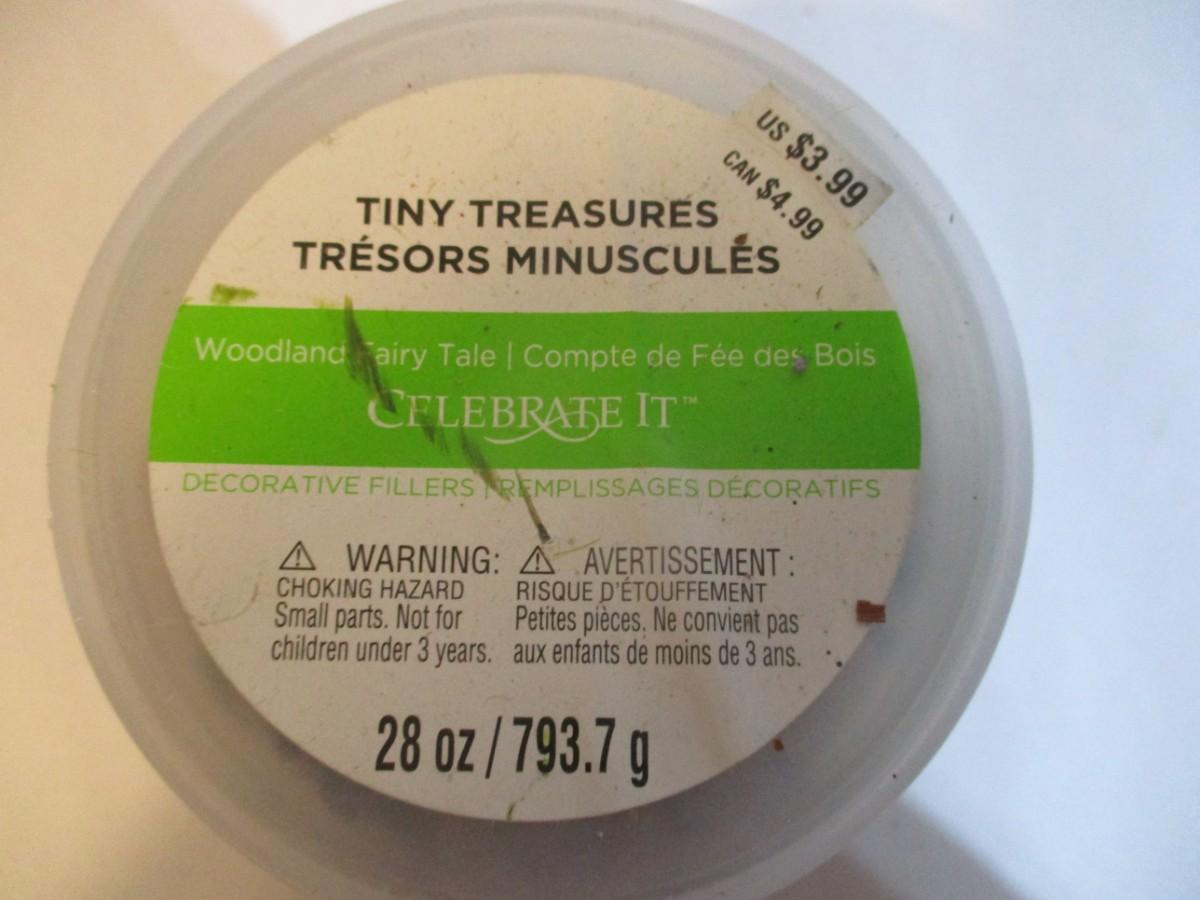 US $3.99
CAN $4.99
TINY TREASURES
TRÉSORS MINUSCULES
Woodland Fairy Tale | Compte de Fée des Bois
CELEBRATE IT™
DECORATIVE FILLERS | REMPLISSAGES DÉCORATIFS
⚠ WARNING: ⚠ AVERTISSEMENT :
CHOKING HAZARD RISQUE D'ÉTOUFFEMENT
Small parts. Not for Petites pièces. Ne convient pas
children under 3 years. aux enfants de moins de 3 ans.
28 oz / 793.7 g